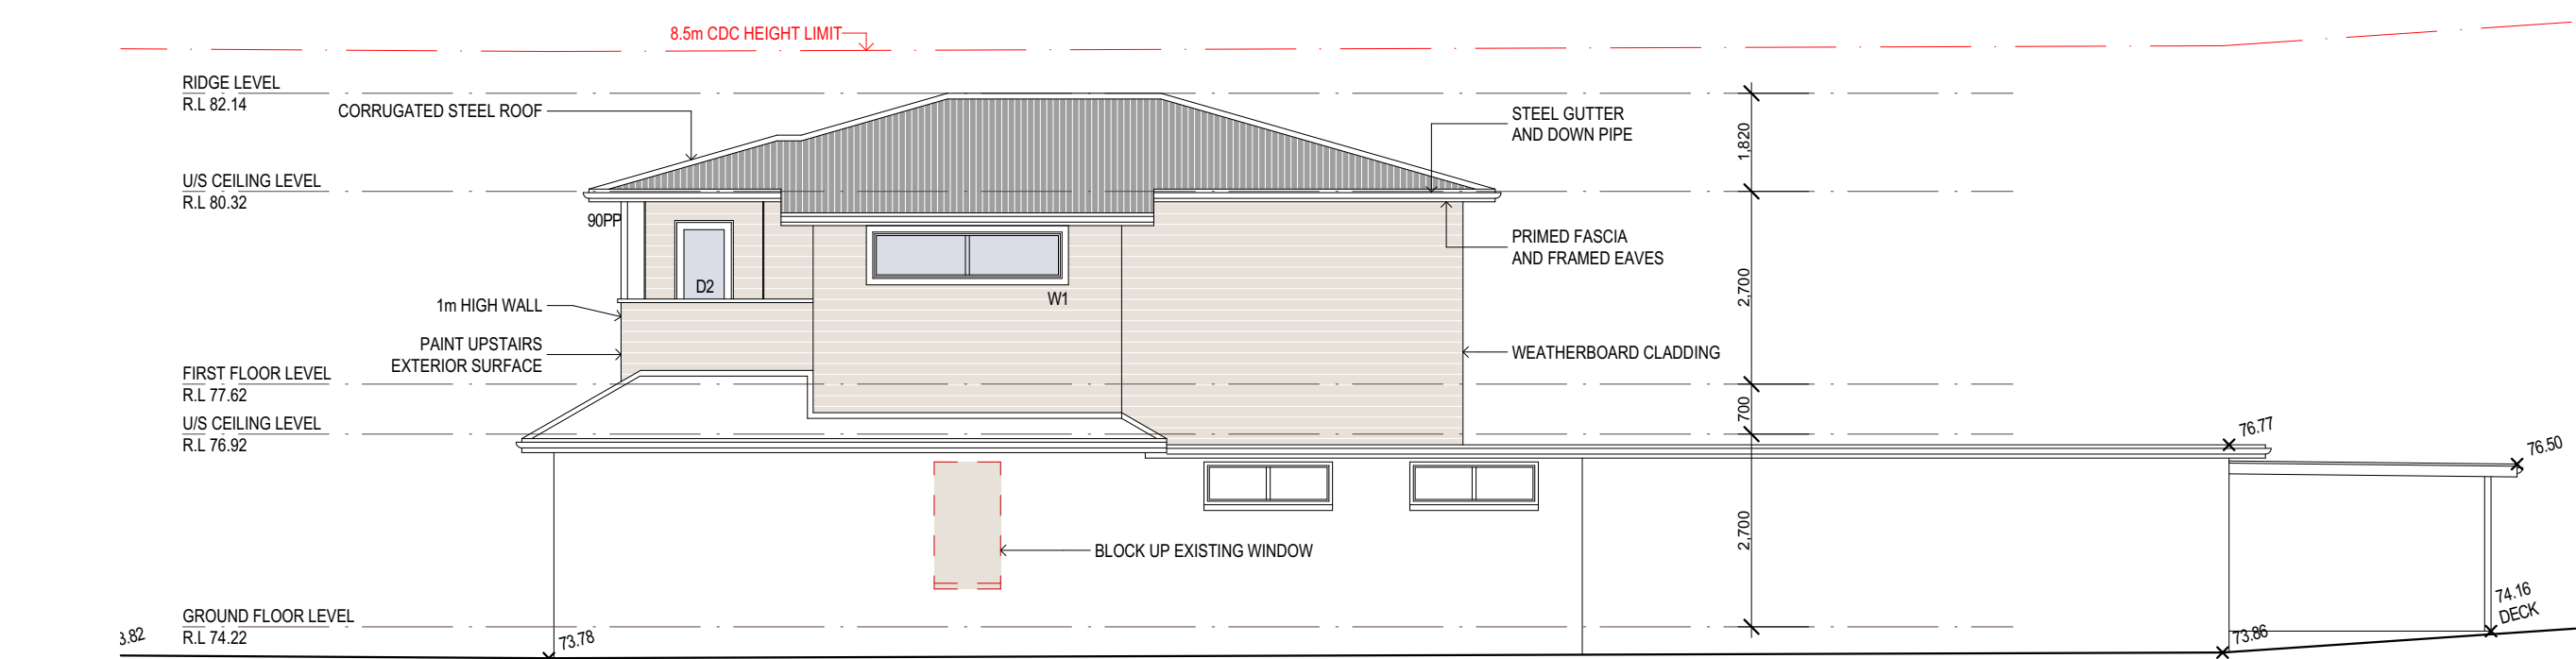 8.5m CDC HEIGHT LIMIT
RIDGE LEVEL
R.L 82.14
CORRUGATED STEEL ROOF
STEEL GUTTER
AND DOWN PIPE
1,820
U/S CEILING LEVEL
R.L 80.32
90PP
PRIMED FASCIA
AND FRAMED EAVES
D2
W1
2,700
1m HIGH WALL
PAINT UPSTAIRS
EXTERIOR SURFACE
WEATHERBOARD CLADDING
FIRST FLOOR LEVEL
R.L 77.62
700
U/S CEILING LEVEL
R.L 76.92
76.77
76.50
2,700
BLOCK UP EXISTING WINDOW
GROUND FLOOR LEVEL
R.L 74.22
3.82
73.78
73.86
74.16
DECK